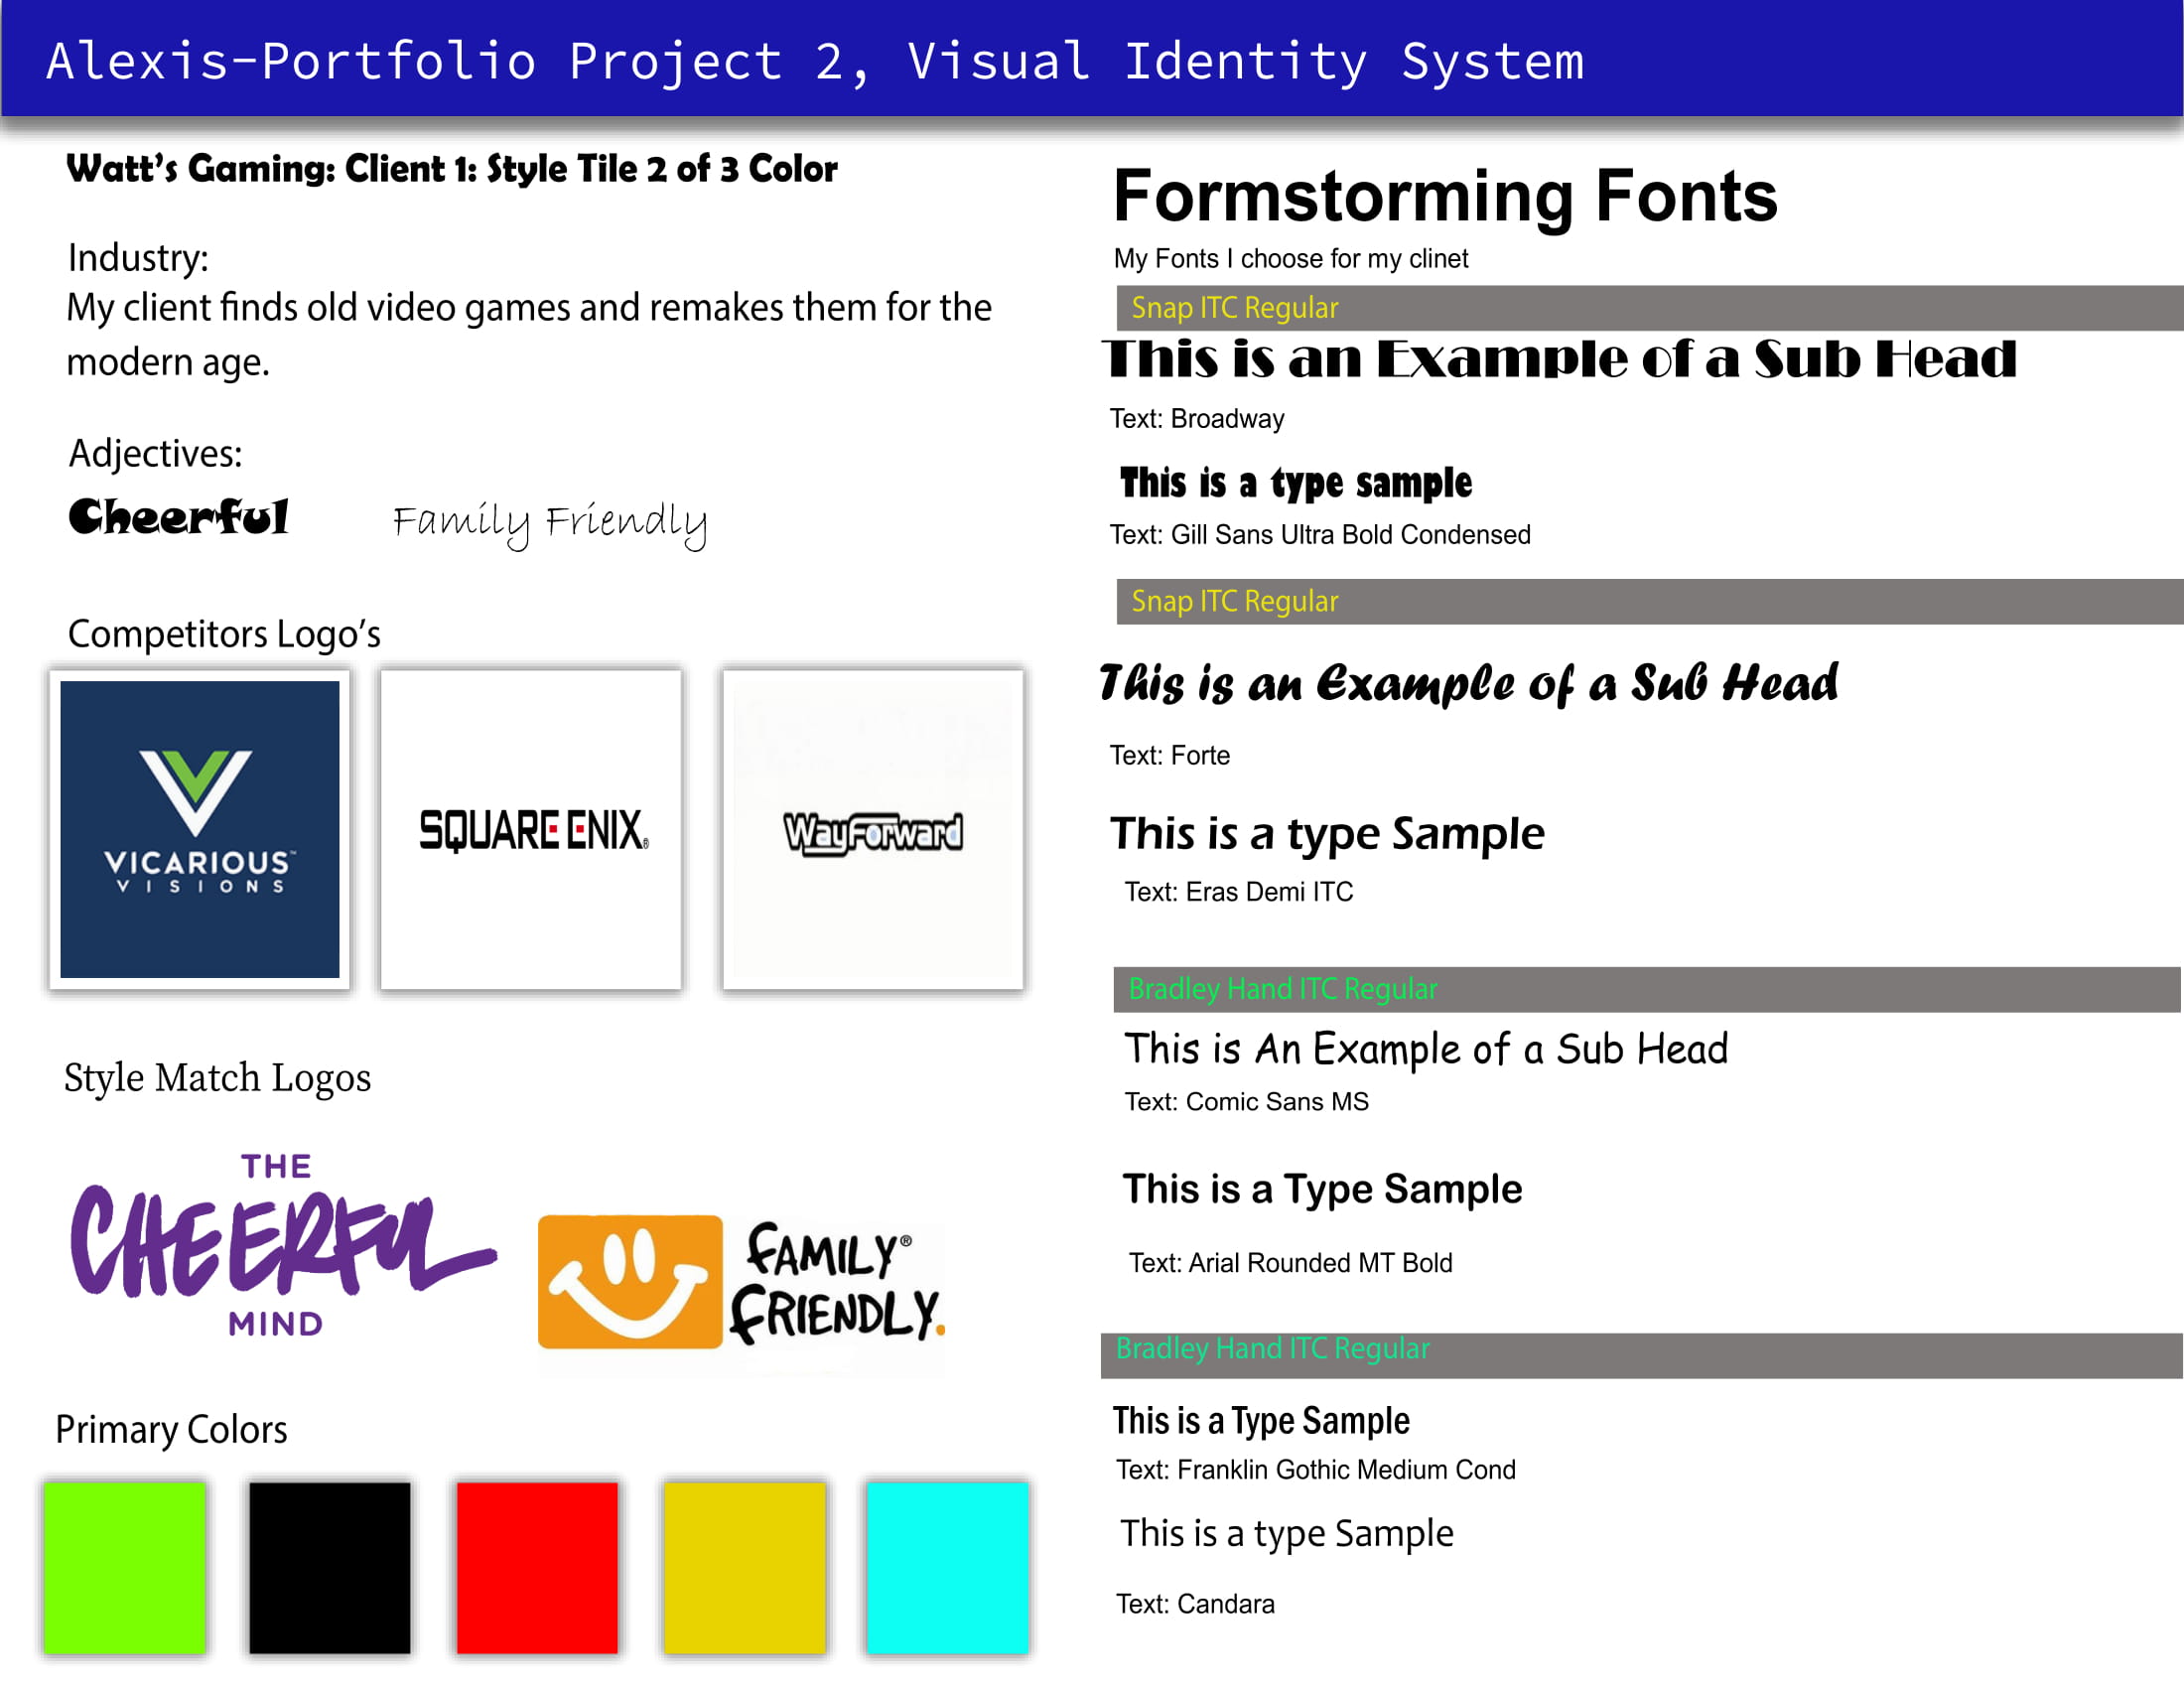 Alexis-Portfolio Project 2, Visual Identity System
Watt's Gaming: Client 1: Style Tile 2 of 3 Color
Industry:
My client finds old video games and remakes them for the
modern age.
Adjectives:
Cheerful
Family Friendly
Competitors Logo's
VICARIOUS™
VISIONS
SQUARE ENIX®
WayForward
Style Match Logos
THE
CHEERFUL
MIND
FAMILY®
FRIENDLY.
Primary Colors
Formstorming Fonts
My Fonts I choose for my clinet
Snap ITC Regular
This is an Example of a Sub Head
Text: Broadway
This is a type sample
Text: Gill Sans Ultra Bold Condensed
Snap ITC Regular
This is an Example of a Sub Head
Text: Forte
This is a type Sample
Text: Eras Demi ITC
Bradley Hand ITC Regular
This is An Example of a Sub Head
Text: Comic Sans MS
This is a Type Sample
Text: Arial Rounded MT Bold
Bradley Hand ITC Regular
This is a Type Sample
Text: Franklin Gothic Medium Cond
This is a type Sample
Text: Candara